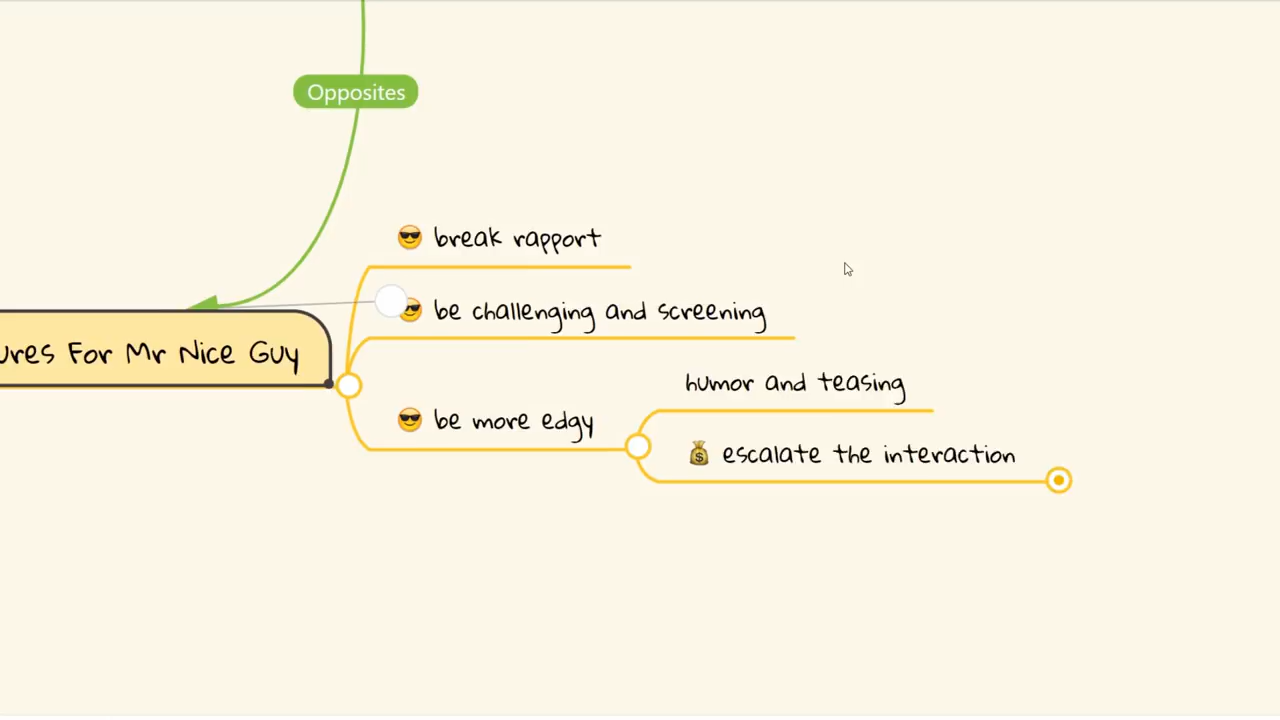 Opposites
😎 break rapport
😎 be challenging and screening
ures For Mr Nice Guy
humor and teasing
😎 be more edgy
💰 escalate the interaction